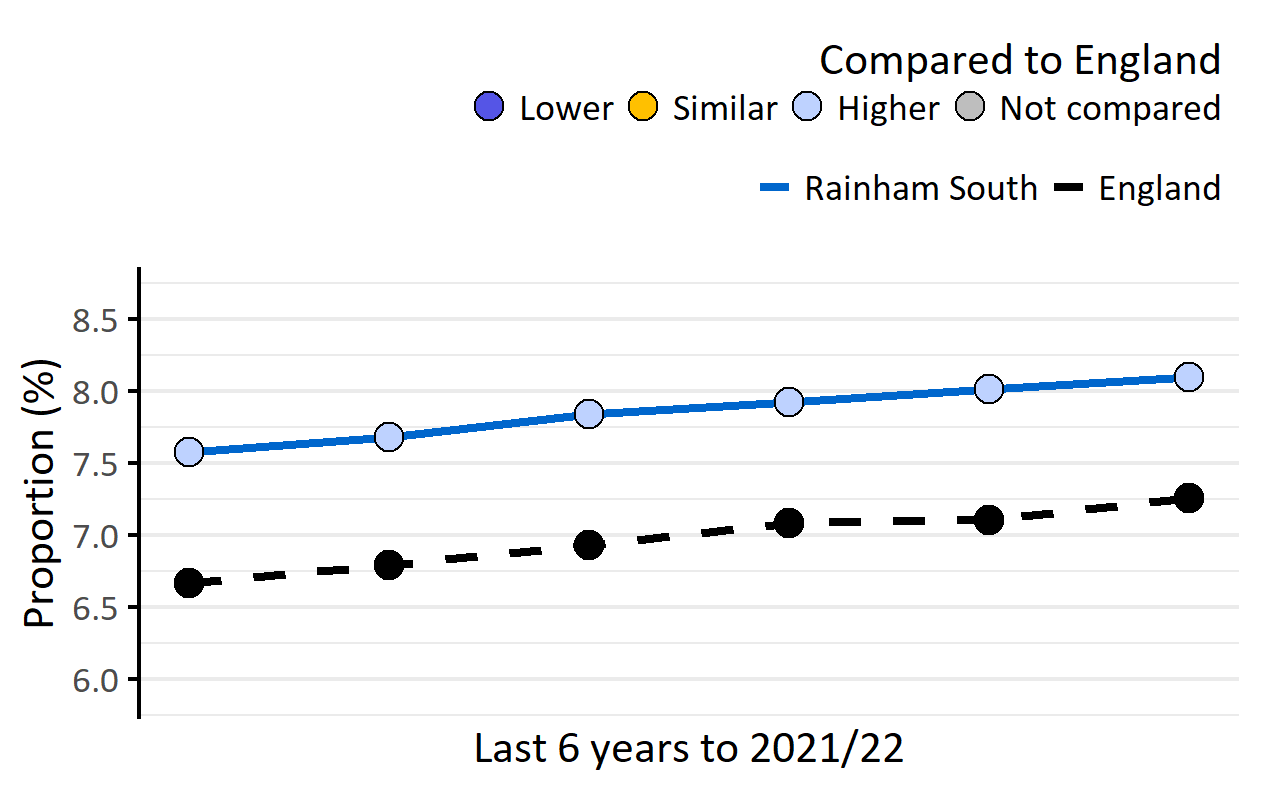 Compared to England
Lower Similar Higher Not compared
Rainham South England
Proportion (%)
8.5
8.0
7.5
7.0
6.5
6.0
Last 6 years to 2021/22